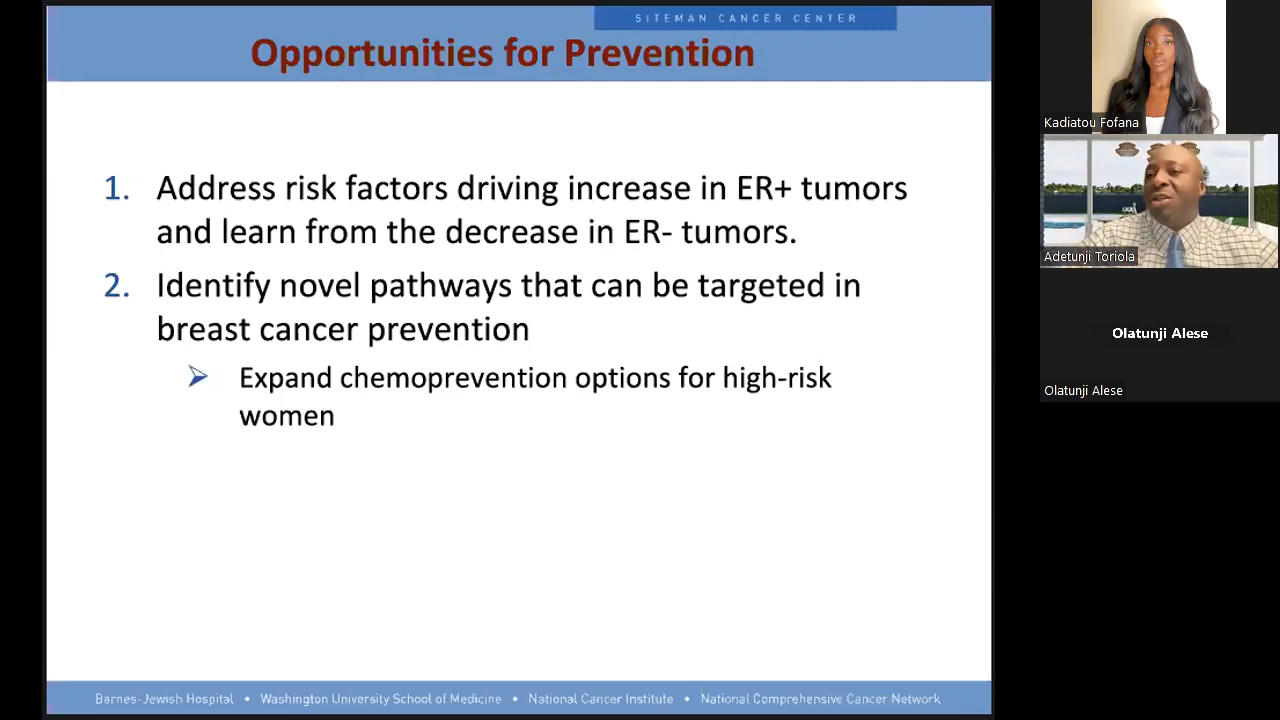 SITEMAN CANCER CENTER
Opportunities for Prevention
1. Address risk factors driving increase in ER+ tumors
and learn from the decrease in ER- tumors.
2. Identify novel pathways that can be targeted in
breast cancer prevention
Expand chemoprevention options for high-risk
women
Barnes-Jewish Hospital • Washington University School of Medicine • National Cancer Institute • National Comprehensive Cancer Network
Kadiatou Fofana
Adetunji Toriola
Olatunji Alese
Olatunji Alese